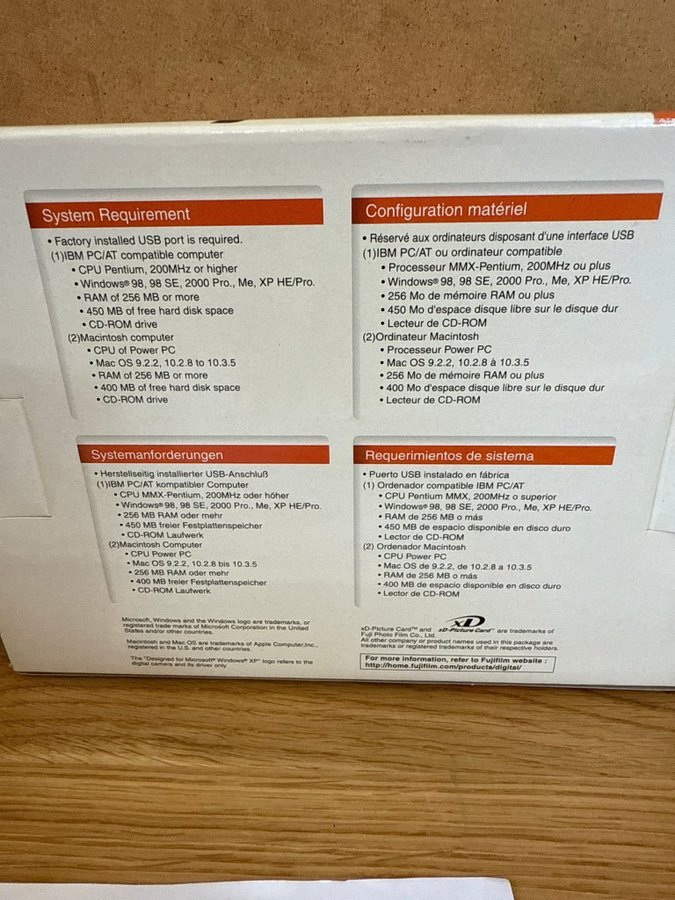 System Requirement
• Factory installed USB port is required.
(1)IBM PC/AT compatible computer
• CPU Pentium, 200MHz or higher
• Windows® 98, 98 SE, 2000 Pro., Me, XP HE/Pro.
• RAM of 256 MB or more
• 450 MB of free hard disk space
• CD-ROM drive
(2)Macintosh computer
• CPU of Power PC
• Mac OS 9.2.2, 10.2.8 to 10.3.5
• RAM of 256 MB or more
• 400 MB of free hard disk space
• CD-ROM drive
Configuration matériel
• Réservé aux ordinateurs disposant d'une interface USB
(1)IBM PC/AT ou ordinateur compatible
• Processeur MMX-Pentium, 200MHz ou plus
• Windows® 98, 98 SE, 2000 Pro., Me, XP HE/Pro.
• 256 Mo de mémoire RAM ou plus
• 450 Mo d'espace disque libre sur le disque dur
• Lecteur de CD-ROM
(2)Ordinateur Macintosh
• Processeur Power PC
• Mac OS 9.2.2, 10.2.8 à 10.3.5
• 256 Mo de mémoire RAM ou plus
• 400 Mo d'espace disque libre sur le disque dur
• Lecteur de CD-ROM
Systemanforderungen
• Herstellseitig installierter USB-Anschluß
(1)IBM PC/AT kompatibler Computer
• CPU MMX-Pentium, 200MHz oder höher
• Windows® 98, 98 SE, 2000 Pro., Me, XP HE/Pro.
• 256 MB RAM oder mehr
• 450 MB freier Festplattenspeicher
• CD-ROM Laufwerk
(2)Macintosh Computer
• CPU Power PC
• Mac OS 9.2.2, 10.2.8 bis 10.3.5
• 256 MB RAM oder mehr
• 400 MB freier Festplattenspeicher
• CD-ROM Laufwerk
Requerimientos de sistema
• Puerto USB instalado en fábrica
(1) Ordenador compatible IBM PC/AT
• CPU Pentium MMX, 200MHz o superior
• Windows® 98, 98 SE, 2000 Pro., Me, XP HE/Pro.
• RAM de 256 MB o más
• 450 MB de espacio disponible en disco duro
• Lector de CD-ROM
(2) Ordenador Macintosh
• CPU Power PC
• Mac OS de 9.2.2, de 10.2.8 a 10.3.5
• RAM de 256 MB o más
• 400 MB de espacio disponible en disco duro
• Lector de CD-ROM
Microsoft, Windows and the Windows logo are trademarks, or
registered trade marks of Microsoft Corporation in the United
States and/or other countries.
Macintosh and Mac OS are trademarks of Apple Computer,Inc.,
registered in the U.S. and other countries.
The "Designed for Microsoft® Windows® XP" logo refers to the
digital camera and its driver only.
xD-Picture Card™ and xD xD-Picture Card™ are trademarks of
Fuji Photo Film Co., Ltd.
All other company or product names used in this package are
trademarks or registered trademarks of their respective holders.
For more information, refer to Fujifilm website :
http://home.fujifilm.com/products/digital/